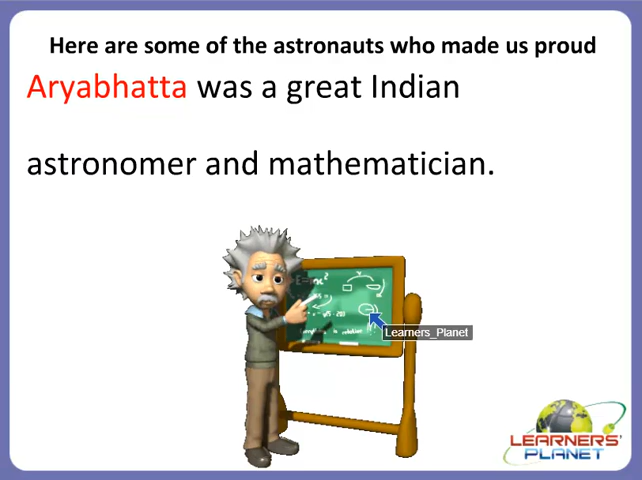 Here are some of the astronauts who made us proud
Aryabhatta was a great Indian
astronomer and mathematician.
E=mc²
Learners_Planet
LEARNERS'
PLANET